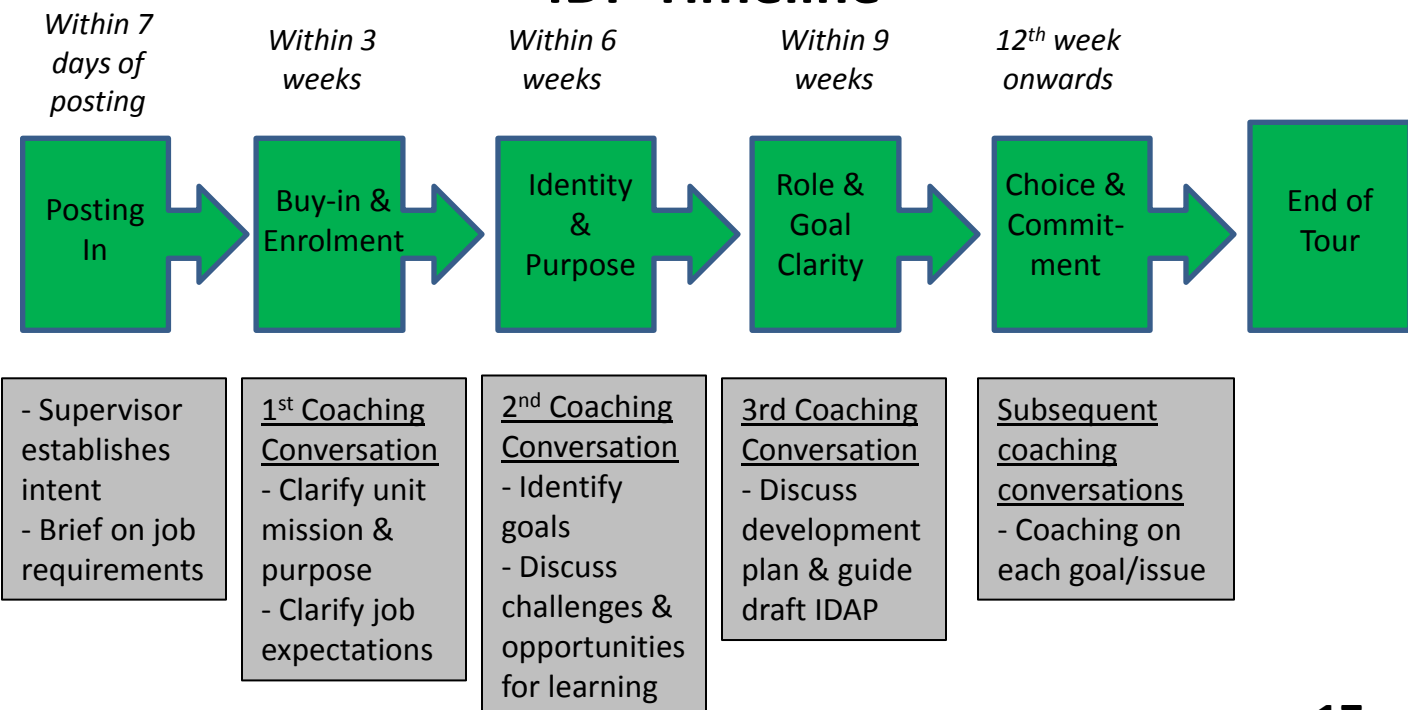 Timeline
Within 7
days of
posting
Within 3
weeks
Within 6
weeks
Within 9
weeks
12th week
onwards
Posting
In
Buy-in &
Enrolment
Identity
&
Purpose
Role &
Goal
Clarity
Choice &
Commit-
ment
End of
Tour
- Supervisor
establishes
intent
- Brief on job
requirements
1st Coaching
Conversation
- Clarify unit
mission &
purpose
- Clarify job
expectations
2nd Coaching
Conversation
- Identify
goals
- Discuss
challenges &
opportunities
for learning
3rd Coaching
Conversation
- Discuss
development
plan & guide
draft IDAP
Subsequent
coaching
conversations
- Coaching on
each goal/issue